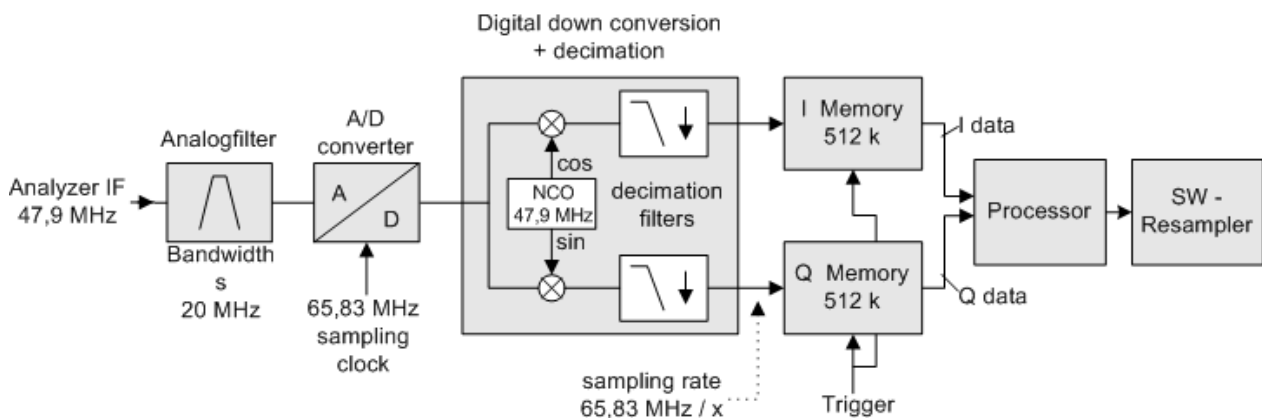 Digital down conversion
+ decimation
Analogfilter
A/D
converter
I Memory
512 k
I data
cos
Analyzer IF
47,9 MHz
A
D
NCO
47,9 MHz
decimation
filters
Processor
SW -
Resampler
sin
Bandwidth
s
20 MHz
Q Memory
512 k
Q data
65,83 MHz
sampling
clock
sampling rate
65,83 MHz / x
Trigger